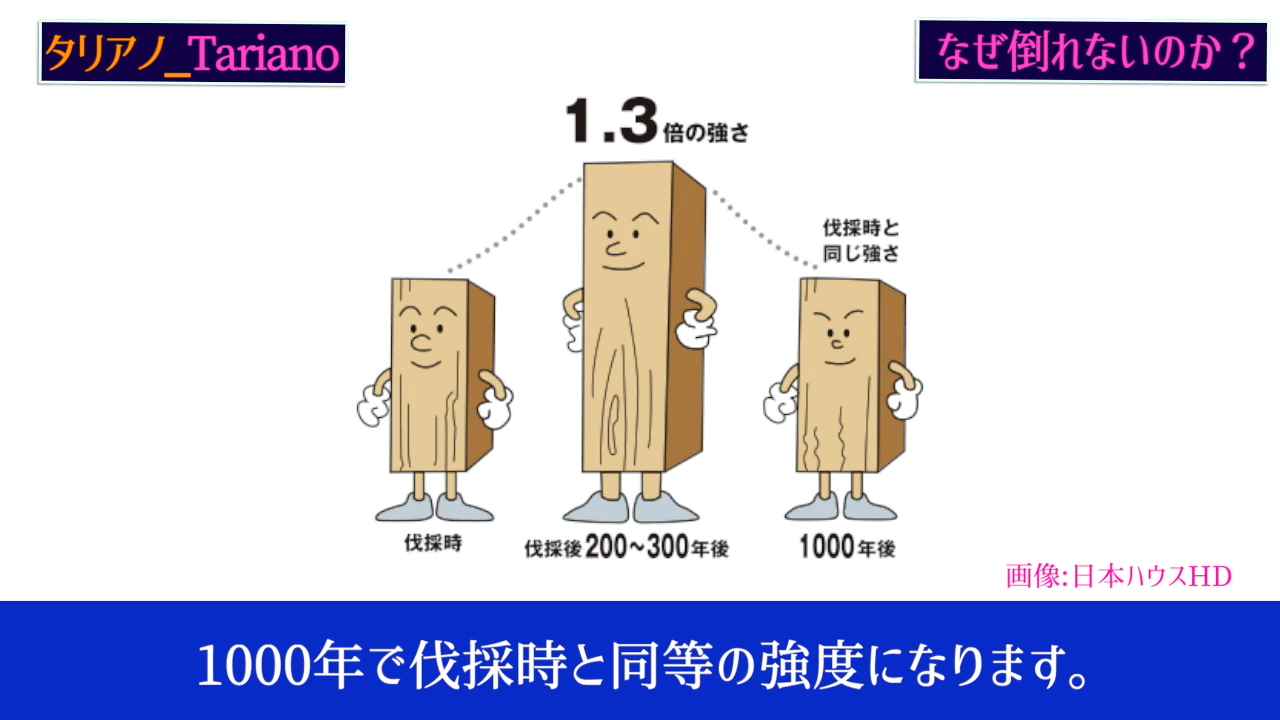 タリアノ_Tariano
なぜ倒れないのか？
1.3倍の強さ
伐採時と
同じ強さ
伐採時
伐採後200~300年後
1000年後
画像:日本ハウスHD
1000年で伐採時と同等の強度になります。